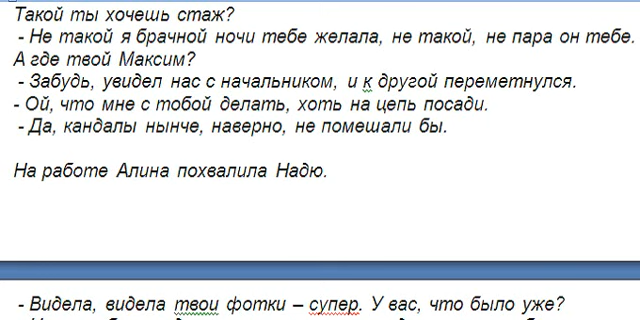 Такой ты хочешь стаж?
- Не такой я брачной ночи тебе желала, не такой, не пара он тебе.
А где твой Максим?
- Забудь, увидел нас с начальником, и к другой переметнулся.
- Ой, что мне с тобой делать, хоть на цепь посади.
- Да, кандалы нынче, наверно, не помешали бы.
На работе Алина похвалила Надю.
- Видела, видела твои фотки – супер. У вас, что было уже?